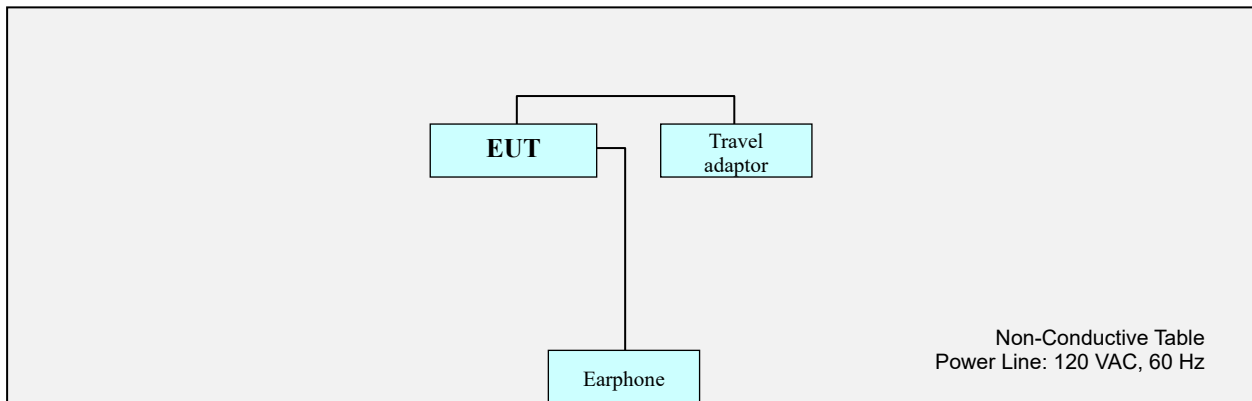 EUT
Travel
adaptor
Earphone
Non-Conductive Table
Power Line: 120 VAC, 60 Hz